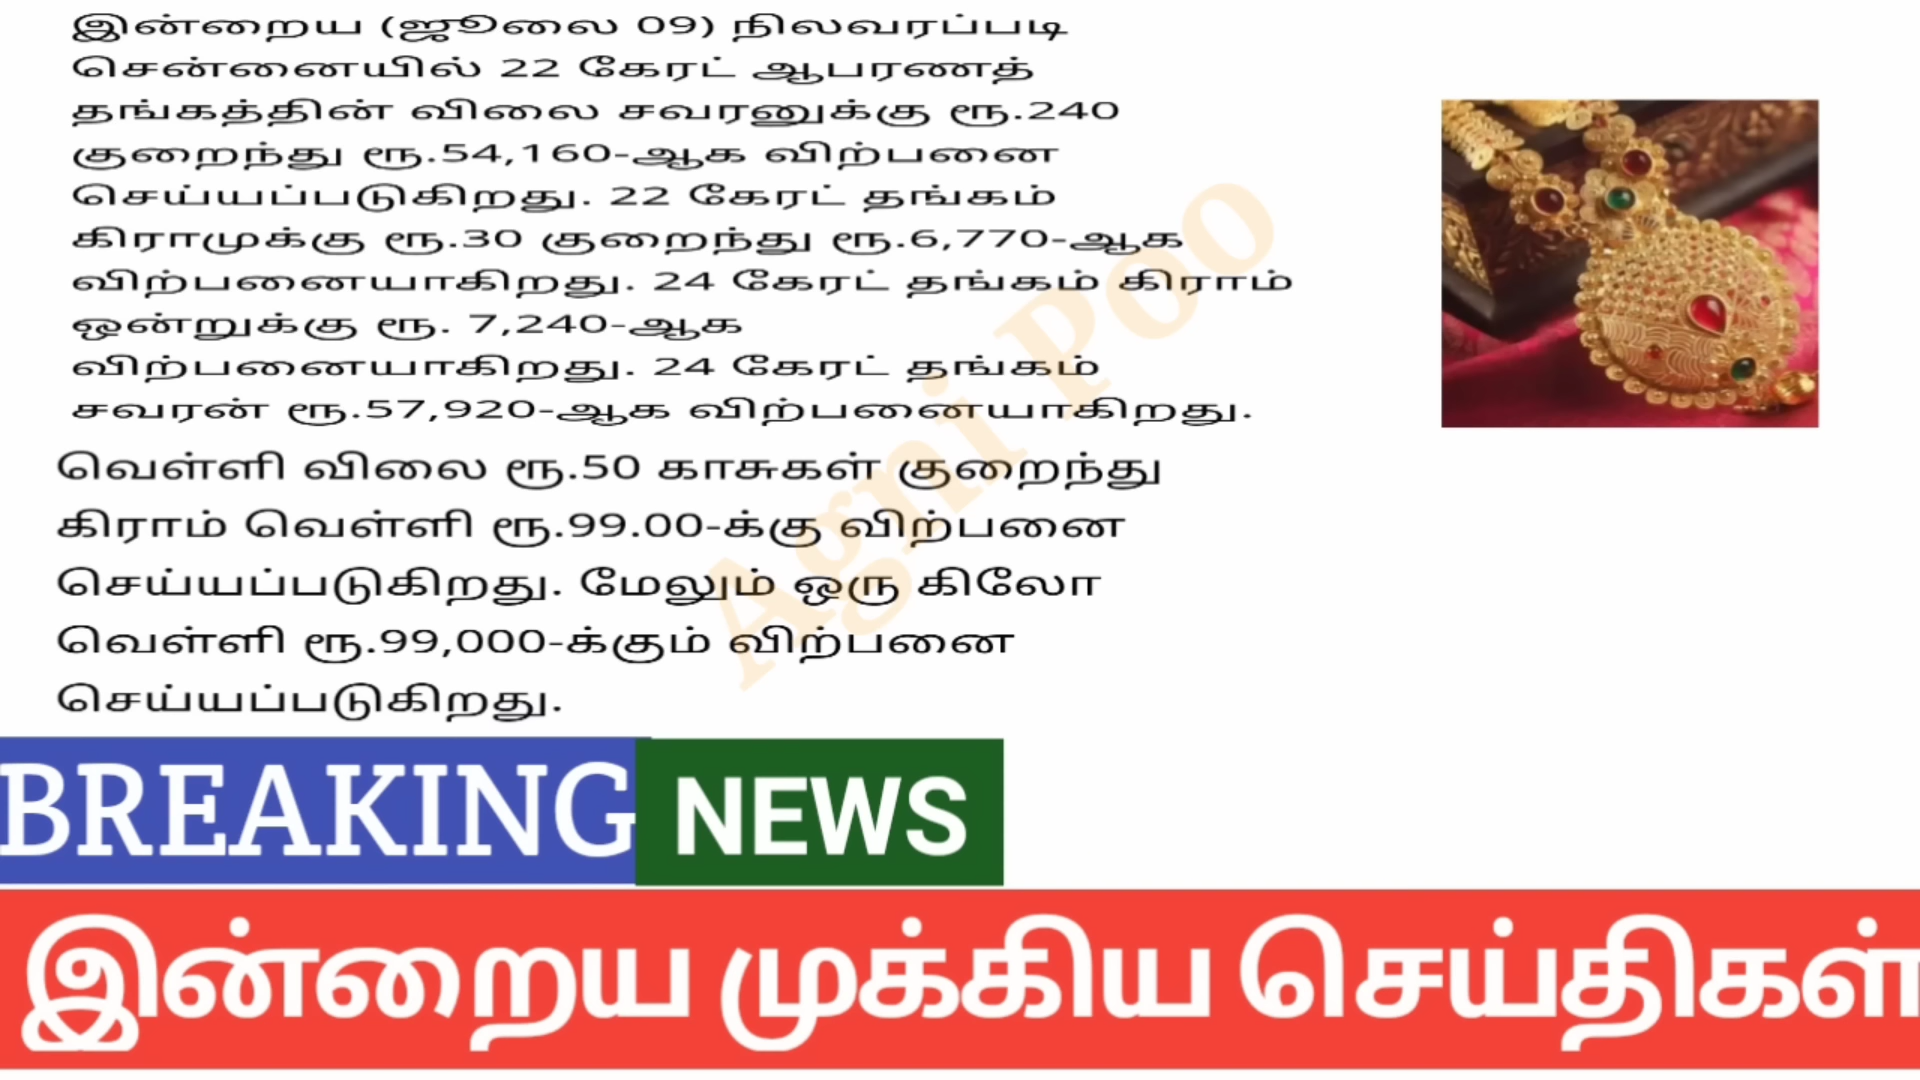 இன்றைய (ஜூலை 09) நிலவரப்படி
சென்னையில் 22 கேரட் ஆபரணத்
தங்கத்தின் விலை சவரனுக்கு ரூ.240
குறைந்து ரூ.54,160-ஆக விற்பனை
செய்யப்படுகிறது. 22 கேரட் தங்கம்
கிராமுக்கு ரூ.30 குறைந்து ரூ.6,770-ஆக
விற்பனையாகிறது. 24 கேரட் தங்கம் கிராம்
ஒன்றுக்கு ரூ. 7,240-ஆக
விற்பனையாகிறது. 24 கேரட் தங்கம்
சவரன் ரூ.57,920-ஆக விற்பனையாகிறது.
வெள்ளி விலை ரூ.50 காசுகள் குறைந்து
கிராம் வெள்ளி ரூ.99.00-க்கு விற்பனை
செய்யப்படுகிறது. மேலும் ஒரு கிலோ
வெள்ளி ரூ.99,000-க்கும் விற்பனை
செய்யப்படுகிறது.
Agni Poo
BREAKING NEWS
இன்றைய முக்கிய செய்திகள்